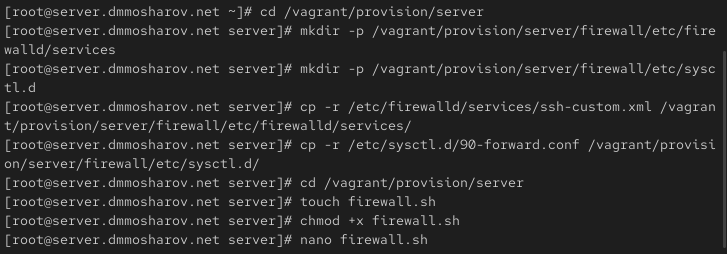 [root@server.dmmosharov.net ~]# cd /vagrant/provision/server
[root@server.dmmosharov.net server]# mkdir -p /vagrant/provision/server/firewall/etc/fire
walld/services
[root@server.dmmosharov.net server]# mkdir -p /vagrant/provision/server/firewall/etc/sysc
tl.d
[root@server.dmmosharov.net server]# cp -r /etc/firewalld/services/ssh-custom.xml /vagran
t/provision/server/firewall/etc/firewalld/services/
[root@server.dmmosharov.net server]# cp -r /etc/sysctl.d/90-forward.conf /vagrant/provisi
on/server/firewall/etc/sysctl.d/
[root@server.dmmosharov.net server]# cd /vagrant/provision/server
[root@server.dmmosharov.net server]# touch firewall.sh
[root@server.dmmosharov.net server]# chmod +x firewall.sh
[root@server.dmmosharov.net server]# nano firewall.sh